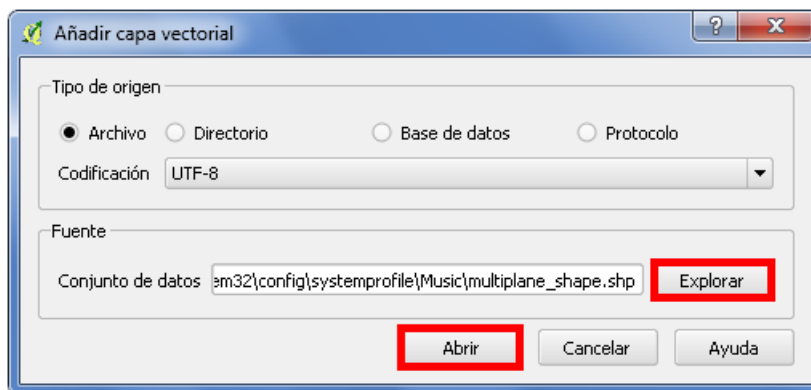 Añadir capa vectorial
?
Tipo de origen
Archivo Directorio Base de datos Protocolo
Codificación UTF-8
Fuente
Conjunto de datos em32\config\systemprofile\Music\multiplane_shape.shp Explorar
Abrir Cancelar Ayuda